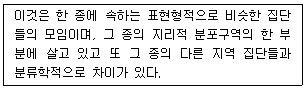 이것은 한 종에 속하는 표현형적으로 비슷한 집단
들의 모임이며, 그 종의 지리적 분포구역의 한 부
분에 살고 있고 또 그 종의 다른 지역 집단들과
분류학적으로 차이가 있다.